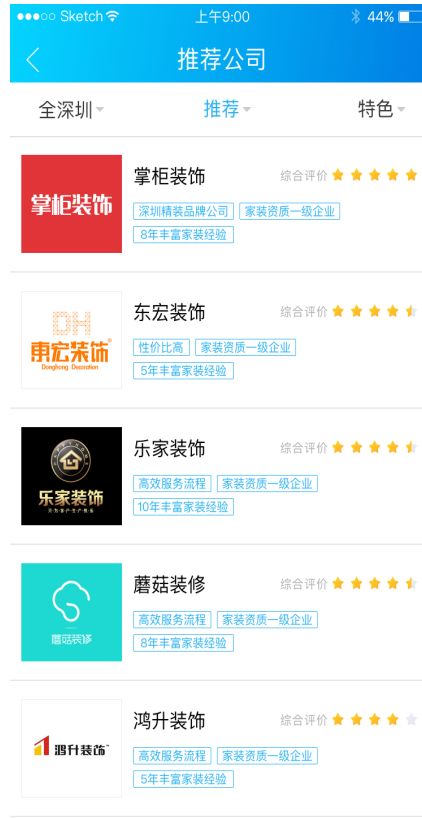 Sketch 上午9:00 44%
推荐公司
全深圳 推荐 特色
掌柜装饰
掌柜装饰 综合评价
深圳精装品牌公司 家装资质一级企业
8年丰富家装经验
DH
东宏装饰
Donghong Decoration
东宏装饰 综合评价
性价比高 家装资质一级企业
5年丰富家装经验
乐家装饰
乐家装饰 综合评价
高效服务流程 家装资质一级企业
10年丰富家装经验
蘑菇装修
蘑菇装修 综合评价
高效服务流程 家装资质一级企业
8年丰富家装经验
鸿升装饰
鸿升装饰 综合评价
高效服务流程 家装资质一级企业
5年丰富家装经验